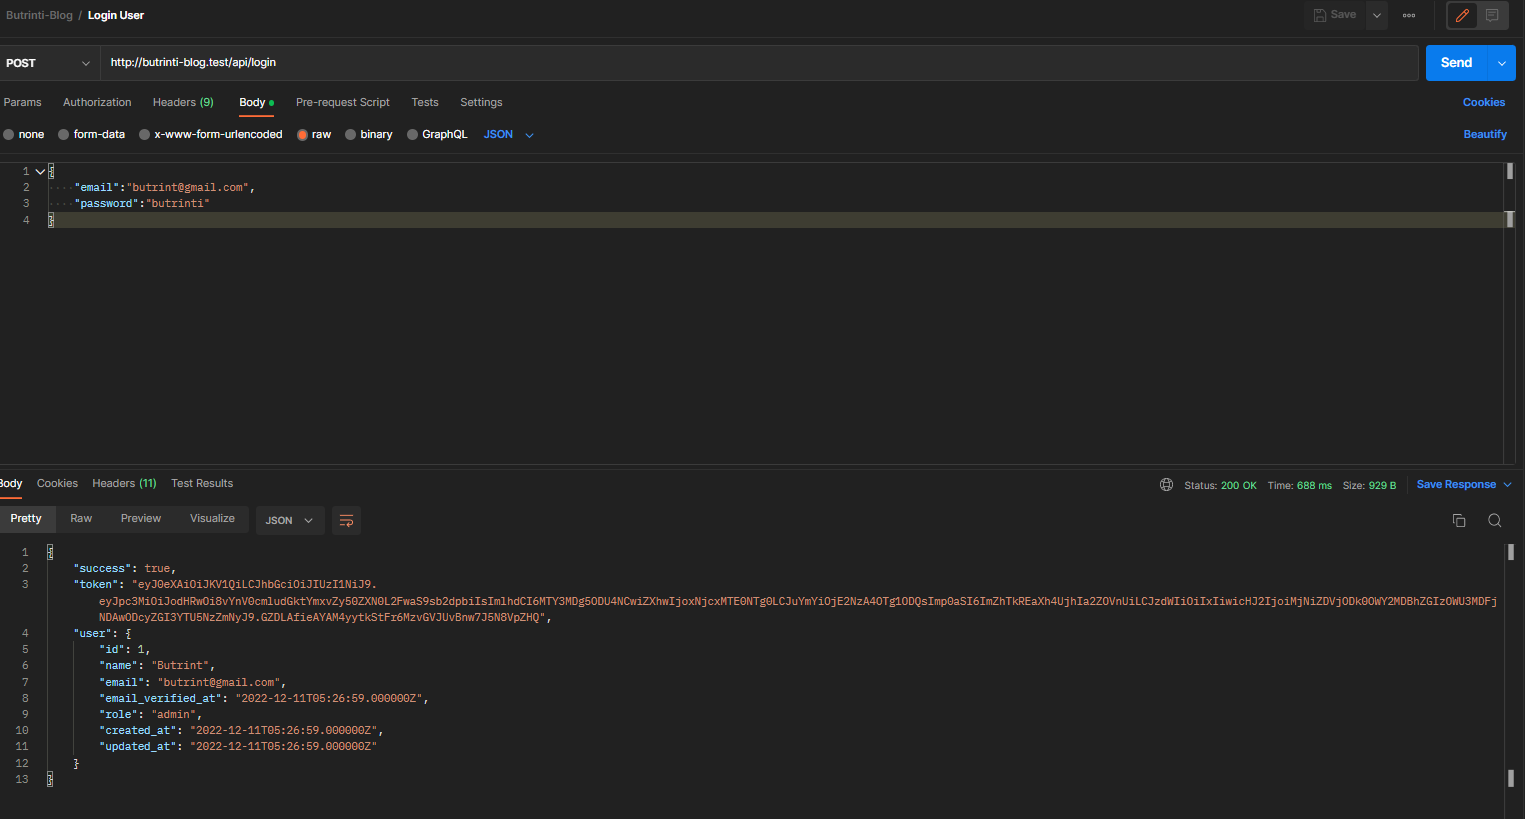 Butrinti-Blog / Login User
Save
POST http://butrinti-blog.test/api/login Send
Params Authorization Headers (9) Body Pre-request Script Tests Settings Cookies
none form-data x-www-form-urlencoded raw binary GraphQL JSON Beautify
1 {
2 "email":"butrint@gmail.com",
3 "password":"butrinti"
4 }
Body Cookies Headers (11) Test Results Status: 200 OK Time: 688 ms Size: 929 B Save Response
Pretty Raw Preview Visualize JSON
1 {
2 "success": true,
3 "token": "eyJ0eXAiOiJKV1QiLCJhbGciOiJIUzI1NiJ9.
eyJpc3MiOiJodHRwOi8vYnV0cmludGktYmxvZy50ZXN0L2FwaS9sb2dpbiIsImlhdCI6MTY3MDg5ODU4NCwiZXhwIjoxNjcxMTE0NTg0LCJuYmYiOjE2NzA4OTg1ODQsImp0aSI6ImZhTkREaXh4UjhIa2ZOVnUiLCJzdWIiOiIxIiwicHJ2IjoiMjNiZDVjODk0OWY2MDBhZGIzOWU3MDFj
NDAwODcyZGI3YTU5NzZmNyJ9.GZDLAfieAYAM4yytkStFr6MzvGVJUvBnw7J5N8VpZHQ",
4 "user": {
5 "id": 1,
6 "name": "Butrint",
7 "email": "butrint@gmail.com",
8 "email_verified_at": "2022-12-11T05:26:59.000000Z",
9 "role": "admin",
10 "created_at": "2022-12-11T05:26:59.000000Z",
11 "updated_at": "2022-12-11T05:26:59.000000Z"
12 }
13 }